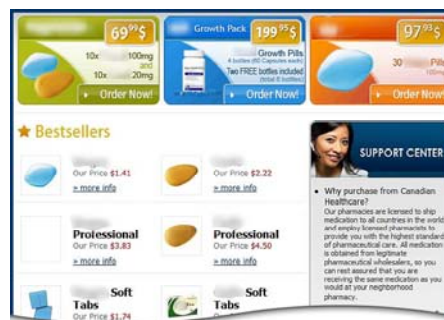 69⁹⁹$
10x 100mg
and
10x 20mg
Order Now!
Growth Pack 199⁹⁵$
Growth Pills
4 bottles (60 Capsules each)
Two FREE bottles included
(total 6 bottles)
Order Now!
97.⁹³$
30 Pills
100mg
Order Now!
Bestsellers
Our Price $1.41
» more info
Our Price $2.22
» more info
Professional
Our Price $3.83
» more info
Professional
Our Price $4.50
» more info
Soft
Tabs
Our Price $1.74
Soft
Tabs
SUPPORT CENTER
• Why purchase from Canadian
Healthcare?
Our pharmacies are licensed to ship
medication to all countries in the world
and employ licensed pharmacists to
provide you with the highest standard
of pharmaceutical care. All medication
is obtained from legitimate
pharmaceutical wholesalers, so you
can rest assured that you are
receiving the same medication as you
would at your neighborhood
pharmacy.